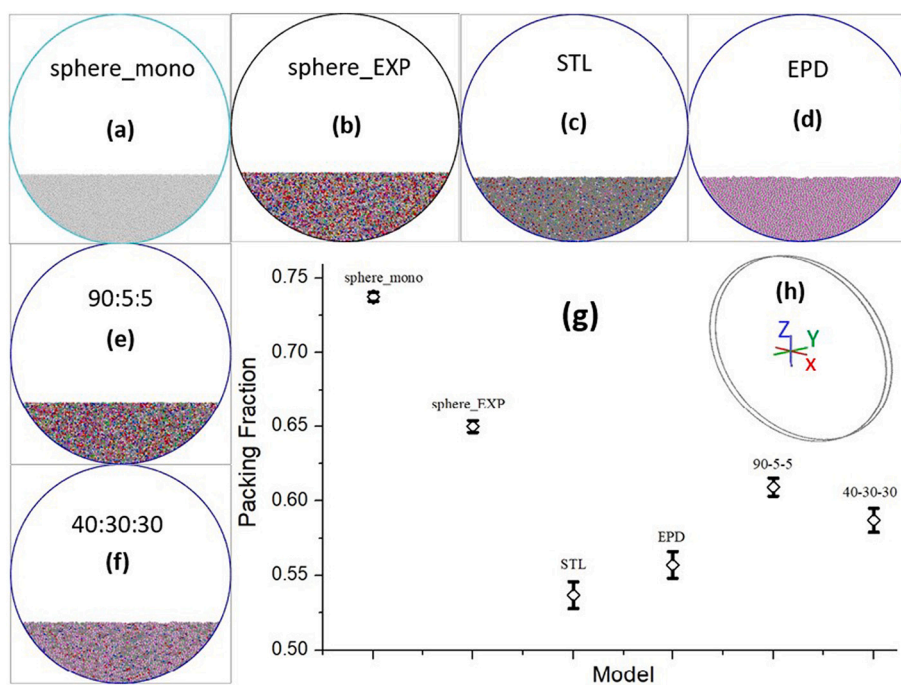 sphere_mono
(a)
sphere_EXP
(b)
STL
(c)
EPD
(d)
90:5:5
(e)
40:30:30
(f)
(g)
(h)
Z
Y
X
Packing Fraction
0.75
0.70
0.65
0.60
0.55
0.50
sphere_mono
sphere_EXP
STL
EPD
90-5-5
40-30-30
Model